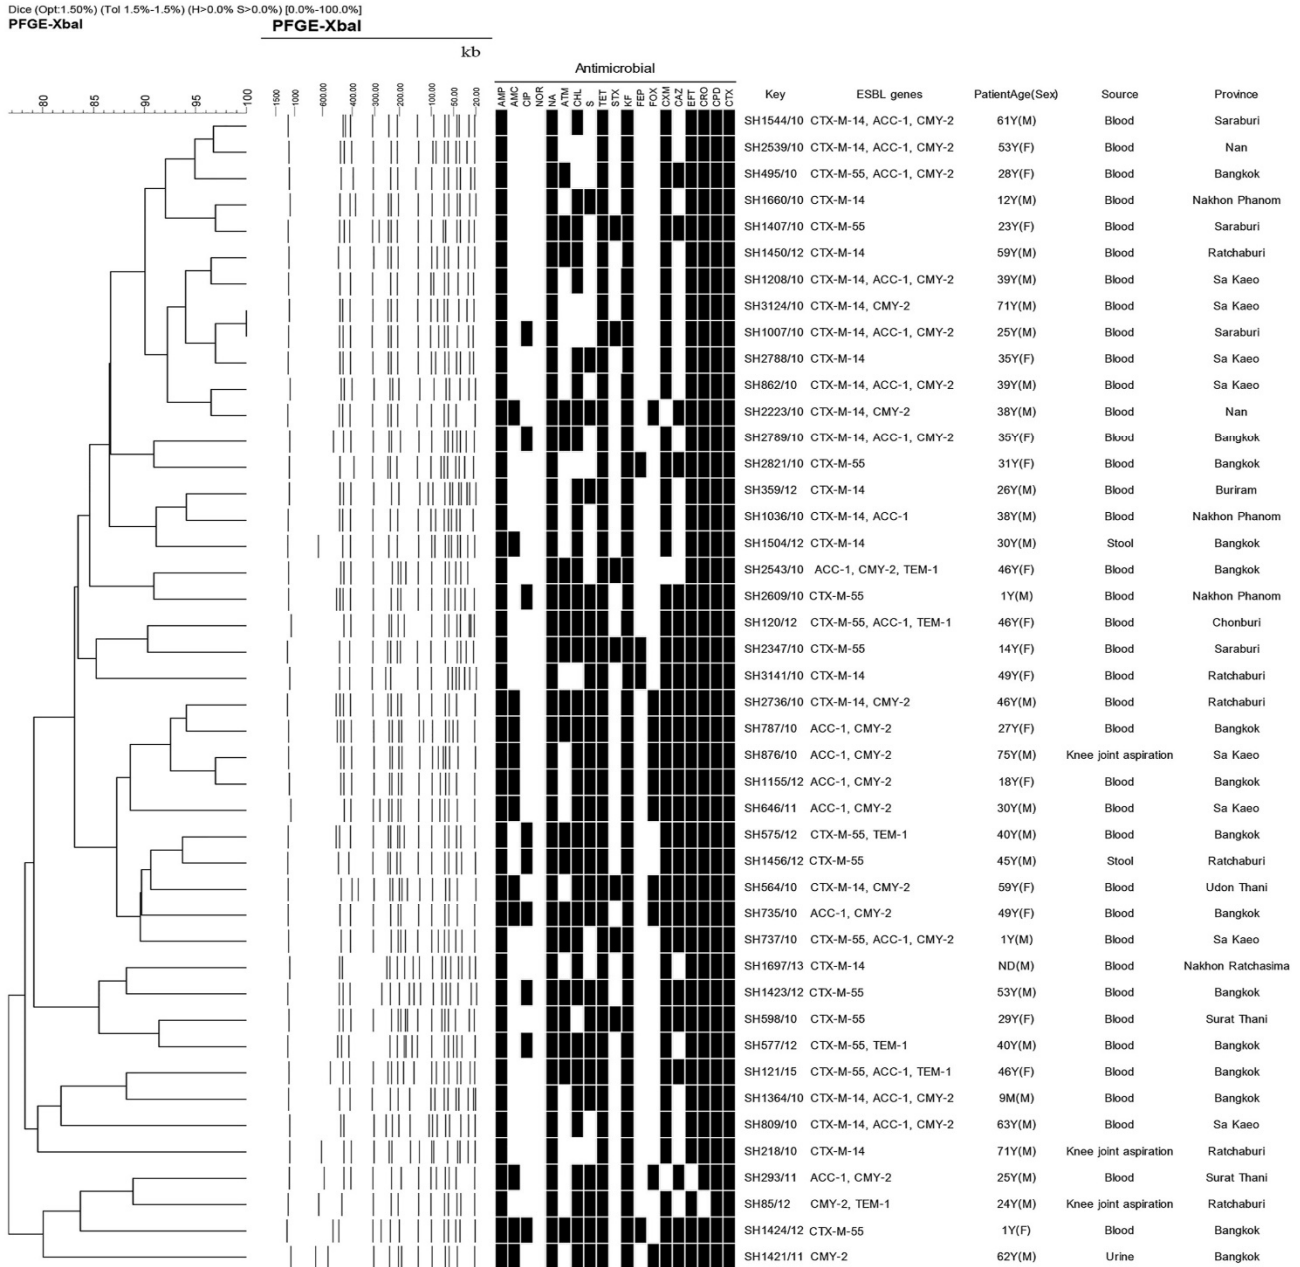 Dice (Opt:1.50%) (Tol 1.5%-1.5%) (H>0.0% S>0.0%) [0.0%-100.0%]
PFGE-XbaI PFGE-XbaI
kb
Antimicrobial
80 85 90 95 100 1500 1000 600.00 400.00 300.00 200.00 100.00 50.00 20.00 AMP AMC CIP NOR NA ATM CHL S TET STX KF FEP FOX CXM CAZ EFT CRO CPD CTX Key ESBL genes PatientAge(Sex) Source Province
SH1544/10 CTX-M-14, ACC-1, CMY-2 61Y(M) Blood Saraburi
SH2539/10 CTX-M-14, ACC-1, CMY-2 53Y(F) Blood Nan
SH495/10 CTX-M-55, ACC-1, CMY-2 28Y(F) Blood Bangkok
SH1660/10 CTX-M-14 12Y(M) Blood Nakhon Phanom
SH1407/10 CTX-M-55 23Y(F) Blood Saraburi
SH1450/12 CTX-M-14 59Y(M) Blood Ratchaburi
SH1208/10 CTX-M-14, ACC-1, CMY-2 39Y(M) Blood Sa Kaeo
SH3124/10 CTX-M-14, CMY-2 71Y(M) Blood Sa Kaeo
SH1007/10 CTX-M-14, ACC-1, CMY-2 25Y(M) Blood Saraburi
SH2788/10 CTX-M-14 35Y(F) Blood Sa Kaeo
SH862/10 CTX-M-14, ACC-1, CMY-2 39Y(M) Blood Sa Kaeo
SH2223/10 CTX-M-14, CMY-2 38Y(M) Blood Nan
SH2789/10 CTX-M-14, ACC-1, CMY-2 35Y(F) Blood Bangkok
SH2821/10 CTX-M-55 31Y(F) Blood Bangkok
SH359/12 CTX-M-14 26Y(M) Blood Buriram
SH1036/10 CTX-M-14, ACC-1 38Y(M) Blood Nakhon Phanom
SH1504/12 CTX-M-14 30Y(M) Stool Bangkok
SH2543/10 ACC-1, CMY-2, TEM-1 46Y(F) Blood Bangkok
SH2609/10 CTX-M-55 1Y(M) Blood Nakhon Phanom
SH120/12 CTX-M-55, ACC-1, TEM-1 46Y(F) Blood Chonburi
SH2347/10 CTX-M-55 14Y(F) Blood Saraburi
SH3141/10 CTX-M-14 49Y(F) Blood Ratchaburi
SH2736/10 CTX-M-14, CMY-2 46Y(M) Blood Ratchaburi
SH787/10 ACC-1, CMY-2 27Y(F) Blood Bangkok
SH876/10 ACC-1, CMY-2 75Y(M) Knee joint aspiration Sa Kaeo
SH1155/12 ACC-1, CMY-2 18Y(F) Blood Bangkok
SH646/11 ACC-1, CMY-2 30Y(M) Blood Sa Kaeo
SH575/12 CTX-M-55, TEM-1 40Y(M) Blood Bangkok
SH1456/12 CTX-M-55 45Y(M) Stool Ratchaburi
SH564/10 CTX-M-14, CMY-2 59Y(F) Blood Udon Thani
SH735/10 ACC-1, CMY-2 49Y(F) Blood Bangkok
SH737/10 CTX-M-55, ACC-1, CMY-2 1Y(M) Blood Sa Kaeo
SH1697/13 CTX-M-14 ND(M) Blood Nakhon Ratchasima
SH1423/12 CTX-M-55 53Y(M) Blood Bangkok
SH598/10 CTX-M-55 29Y(F) Blood Surat Thani
SH577/12 CTX-M-55, TEM-1 40Y(M) Blood Bangkok
SH121/15 CTX-M-55, ACC-1, TEM-1 46Y(F) Blood Bangkok
SH1364/10 CTX-M-14, ACC-1, CMY-2 9M(M) Blood Bangkok
SH809/10 CTX-M-14, ACC-1, CMY-2 63Y(M) Blood Sa Kaeo
SH218/10 CTX-M-14 71Y(M) Knee joint aspiration Ratchaburi
SH293/11 ACC-1, CMY-2 25Y(M) Blood Surat Thani
SH85/12 CMY-2, TEM-1 24Y(M) Knee joint aspiration Ratchaburi
SH1424/12 CTX-M-55 1Y(F) Blood Bangkok
SH1421/11 CMY-2 62Y(M) Urine Bangkok